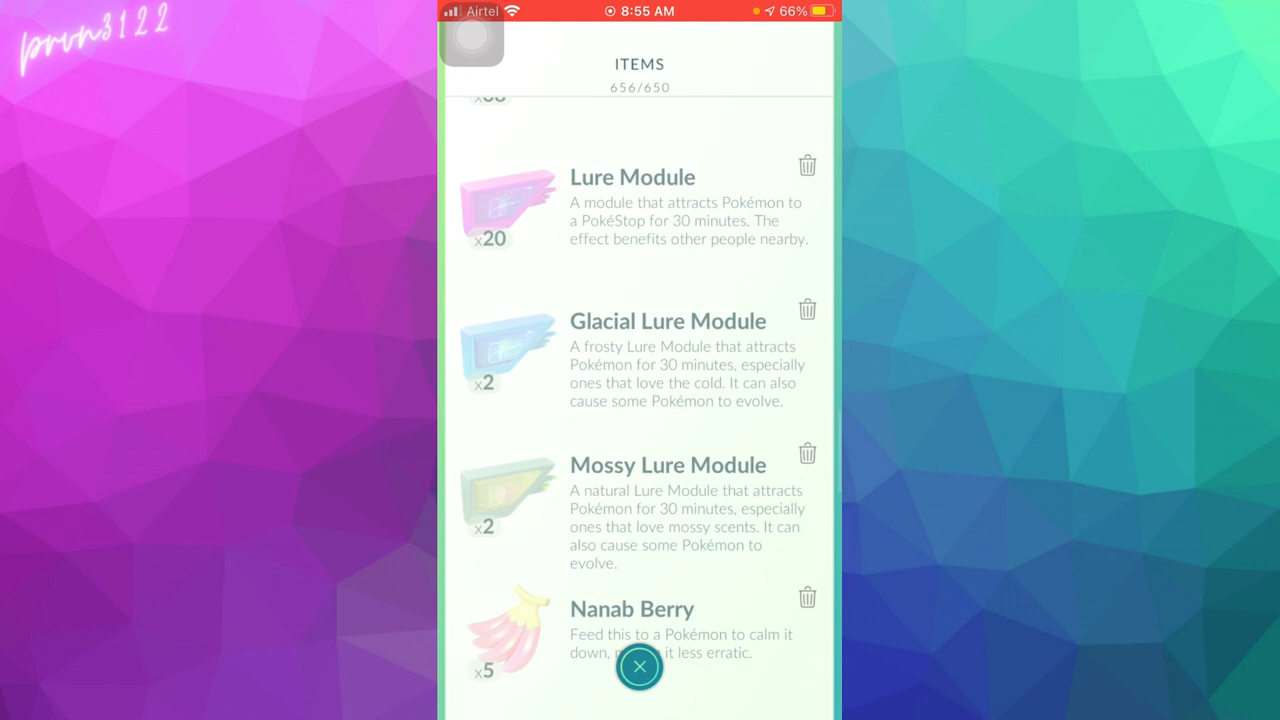 prvn3122
Airtel
8:55 AM
66%
ITEMS
656/650
Lure Module
A module that attracts Pokémon to
a PokéStop for 30 minutes. The
effect benefits other people nearby.
x20
Glacial Lure Module
A frosty Lure Module that attracts
Pokémon for 30 minutes, especially
ones that love the cold. It can also
cause some Pokémon to evolve.
x2
Mossy Lure Module
A natural Lure Module that attracts
Pokémon for 30 minutes, especially
ones that love mossy scents. It can
also cause some Pokémon to
evolve.
x2
Nanab Berry
Feed this to a Pokémon to calm it
down, it less erratic.
x5